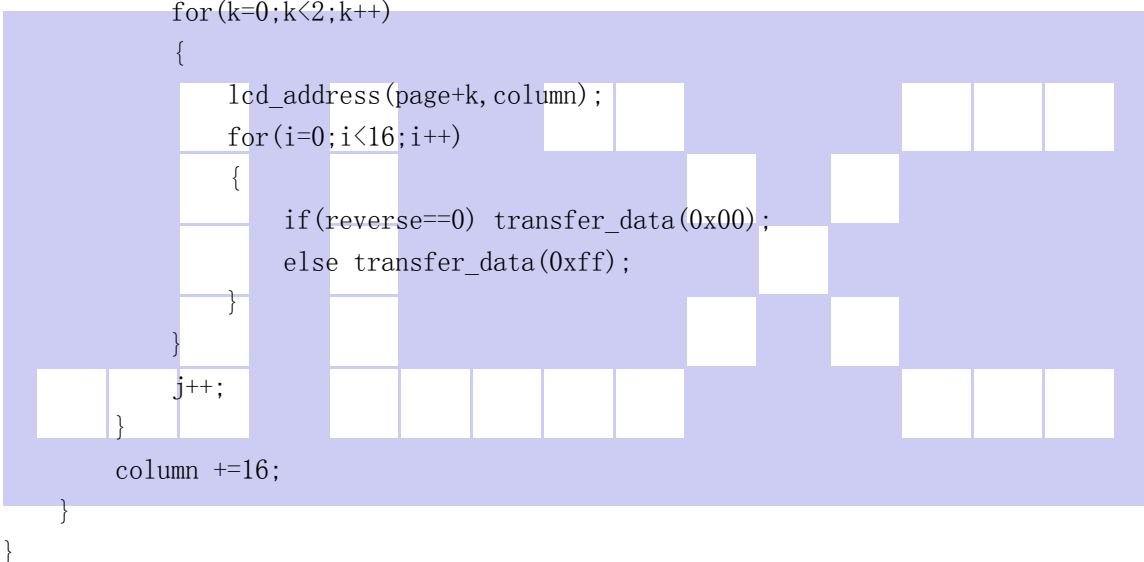 for(k=0;k<2;k++)
{
lcd_address(page+k,column);
for(i=0;i<16;i++)
{
if(reverse==0) transfer_data(0x00);
else transfer_data(0xff);
}
}
j++;
}
column +=16;
}
}